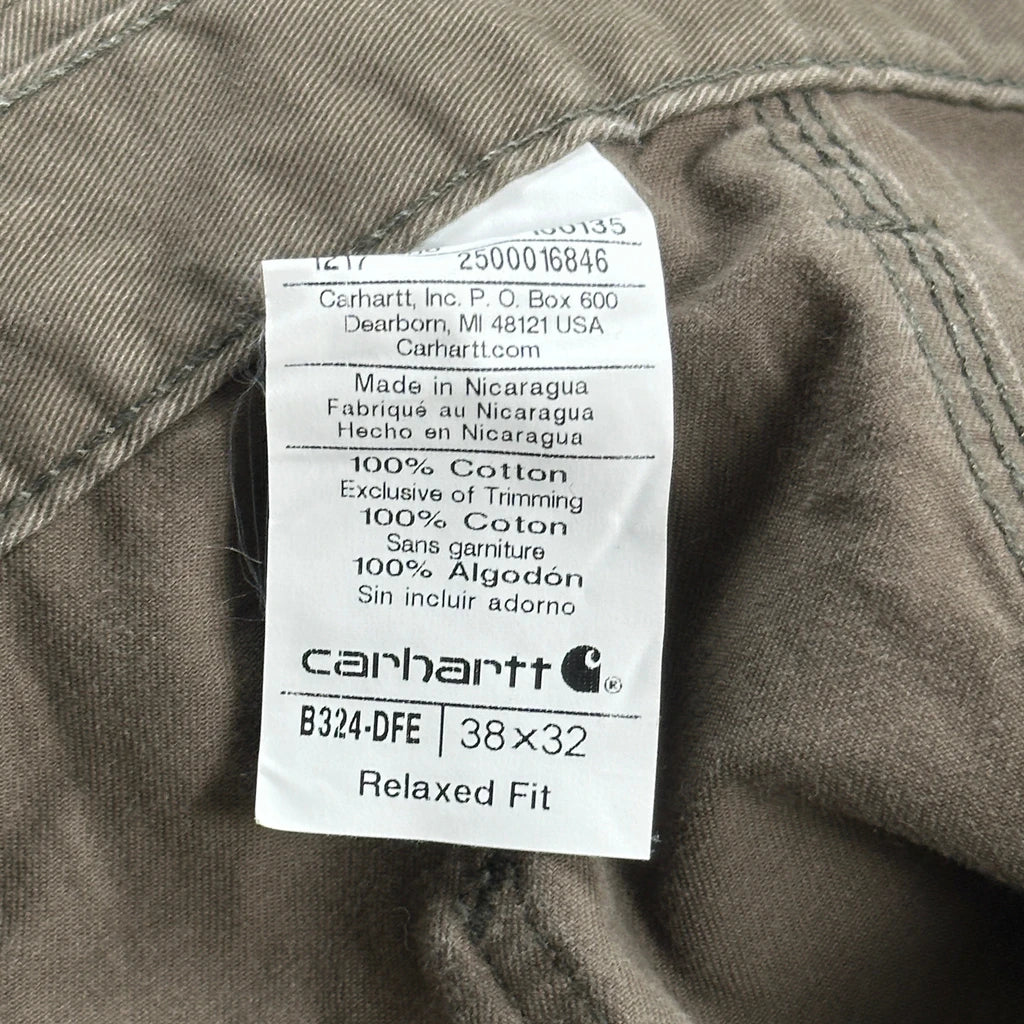 1217 2500016846
Carhartt, Inc. P. O. Box 600
Dearborn, MI 48121 USA
Carhartt.com
Made in Nicaragua
Fabriqué au Nicaragua
Hecho en Nicaragua
100% Cotton
Exclusive of Trimming
100% Coton
Sans garniture
100% Algodón
Sin incluir adorno
carhartt ®
B324-DFE | 38x32
Relaxed Fit